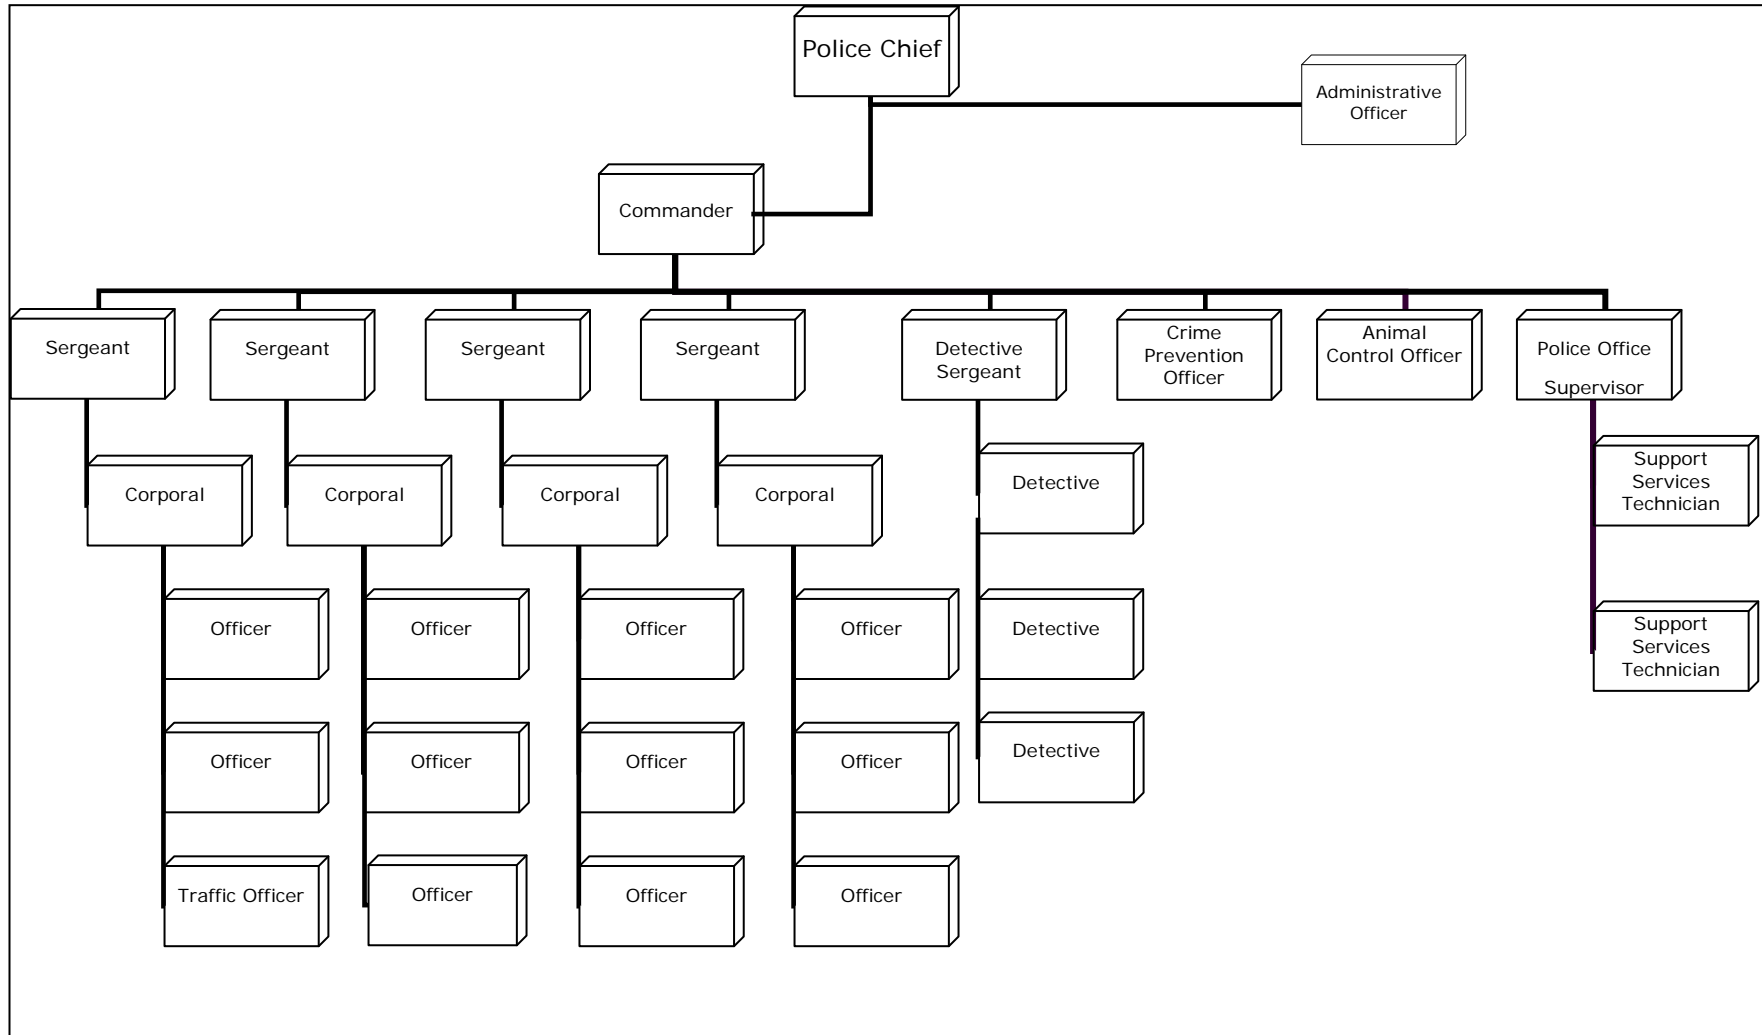 Police Chief
Administrative
Officer
Commander
Sergeant
Sergeant
Sergeant
Sergeant
Detective
Sergeant
Crime
Prevention
Officer
Animal
Control Officer
Police Office
Supervisor
Corporal
Corporal
Corporal
Corporal
Detective
Support
Services
Technician
Officer
Officer
Officer
Officer
Detective
Support
Services
Technician
Officer
Officer
Officer
Officer
Detective
Traffic Officer
Officer
Officer
Officer